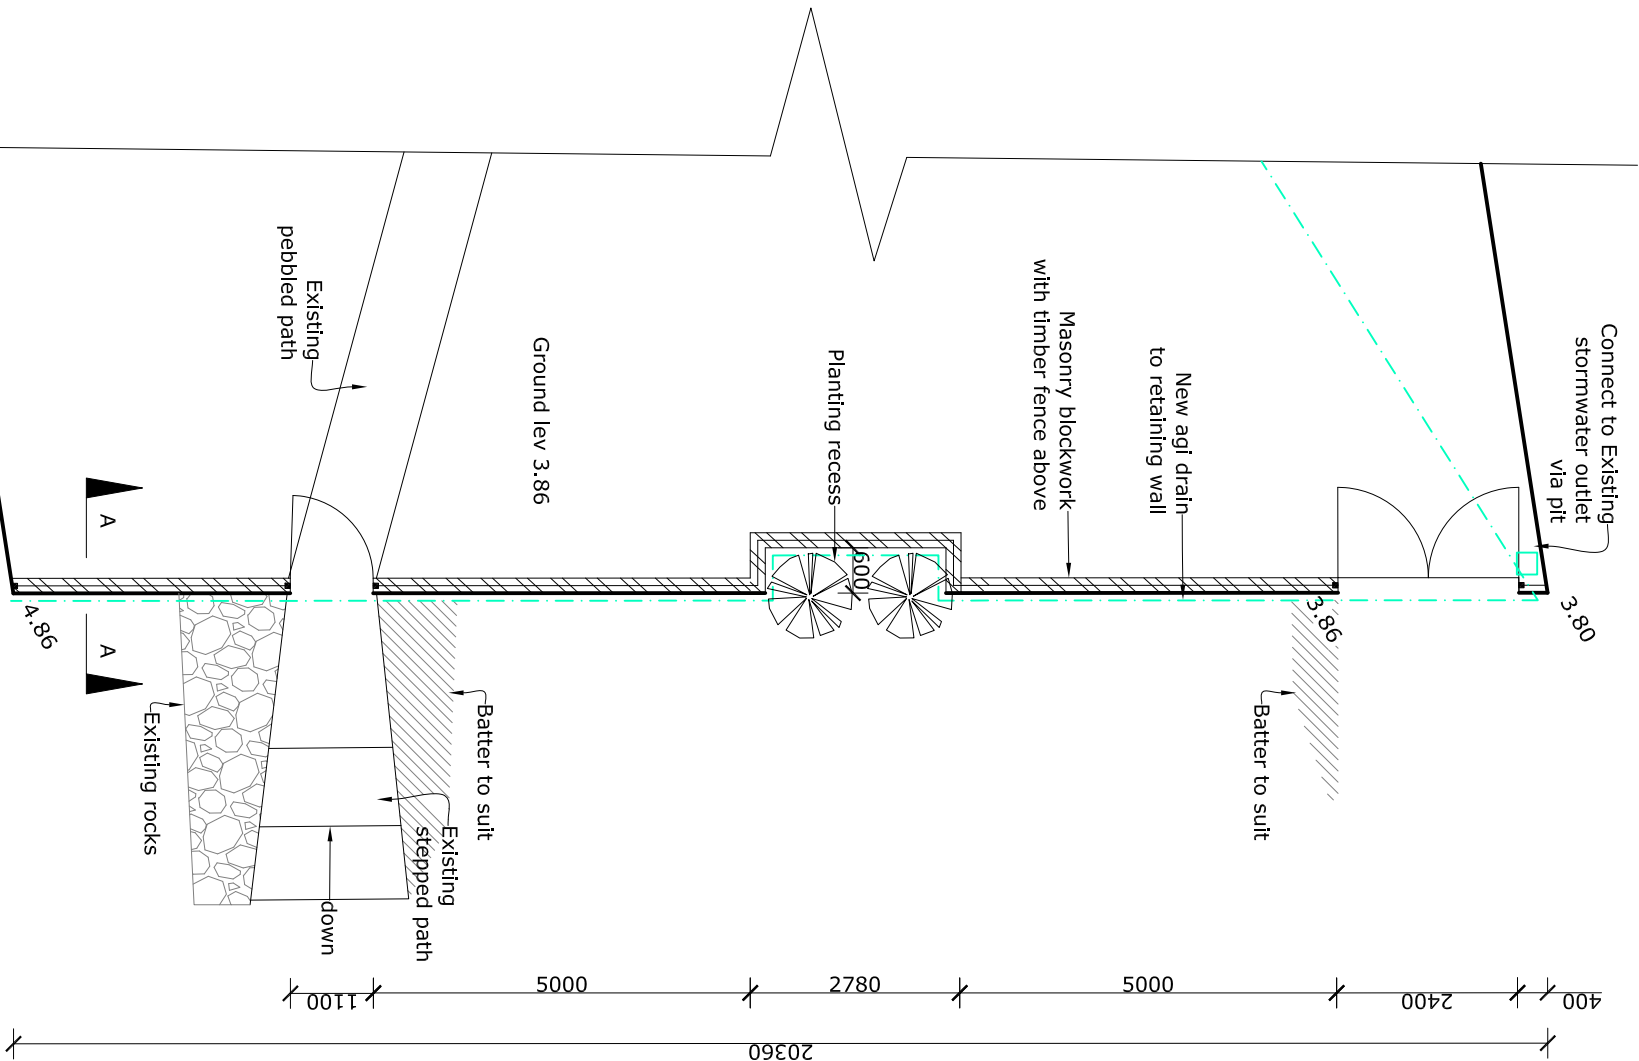 Connect to Existing
stormwater outlet
via pit
New agi drain
to retaining wall
Masonry blockwork
with timber fence above
Planting recess
Ground lev 3.86
Existing
pebbled path
A
A
600
4.86
3.86
3.80
Batter to suit
Batter to suit
Existing
stepped path
down
Existing rocks
1100
5000
2780
5000
2400
400
20360